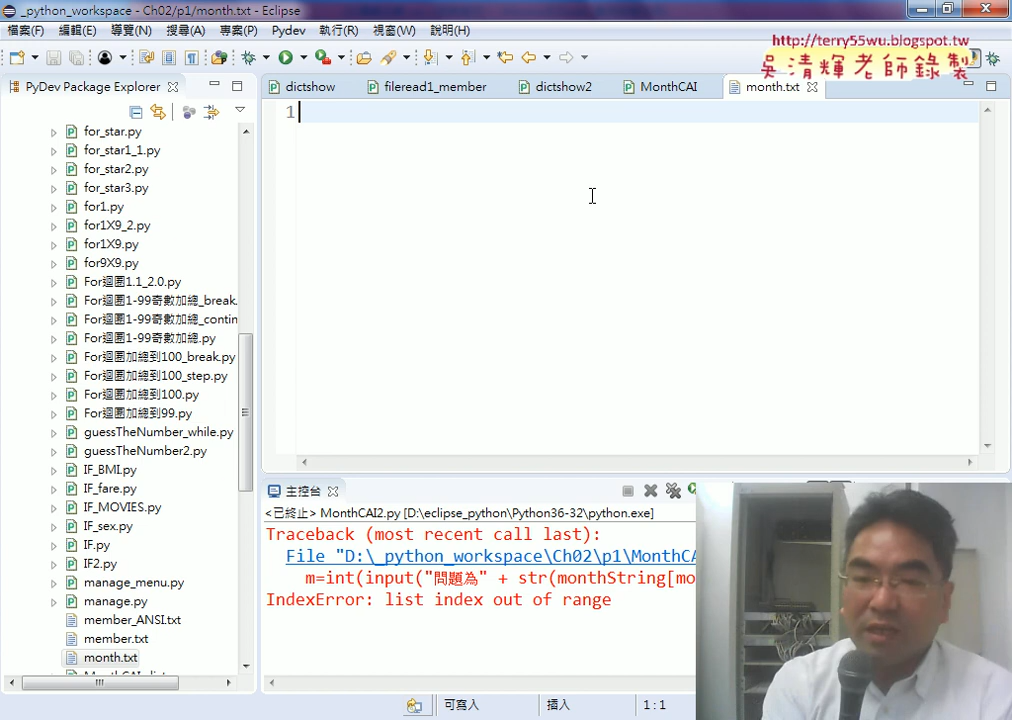 _python_workspace - Ch02/p1/month.txt - Eclipse
檔案(F) 編輯(E) 導覽(N) 搜尋(A) 專案(P) Pydev 執行(R) 視窗(W) 說明(H)
http://terry55wu.blogspot.tw
吳清輝老師錄製
PyDev Package Explorer
dictshow fileread1_member dictshow2 MonthCAI month.txt
1
for_star.py
for_star1_1.py
for_star2.py
for_star3.py
for1.py
for1X9_2.py
for1X9.py
for9X9.py
For迴圈1.1_2.0.py
For迴圈1-99奇數加總_break.
For迴圈1-99奇數加總_contin
For迴圈1-99奇數加總.py
For迴圈加總到100_break.py
For迴圈加總到100_step.py
For迴圈加總到100.py
For迴圈加總到99.py
guessTheNumber_while.py
guessTheNumber2.py
IF_BMI.py
IF_fare.py
IF_MOVIES.py
IF_sex.py
IF.py
IF2.py
manage_menu.py
manage.py
member_ANSI.txt
member.txt
month.txt
主控台
<已終止> MonthCAI2.py [D:\eclipse_python\Python36-32\python.exe]
Traceback (most recent call last):
File "D:\_python_workspace\Ch02\p1\MonthCA
m=int(input("問題為" + str(monthString[mo
IndexError: list index out of range
可寫入 插入 1:1